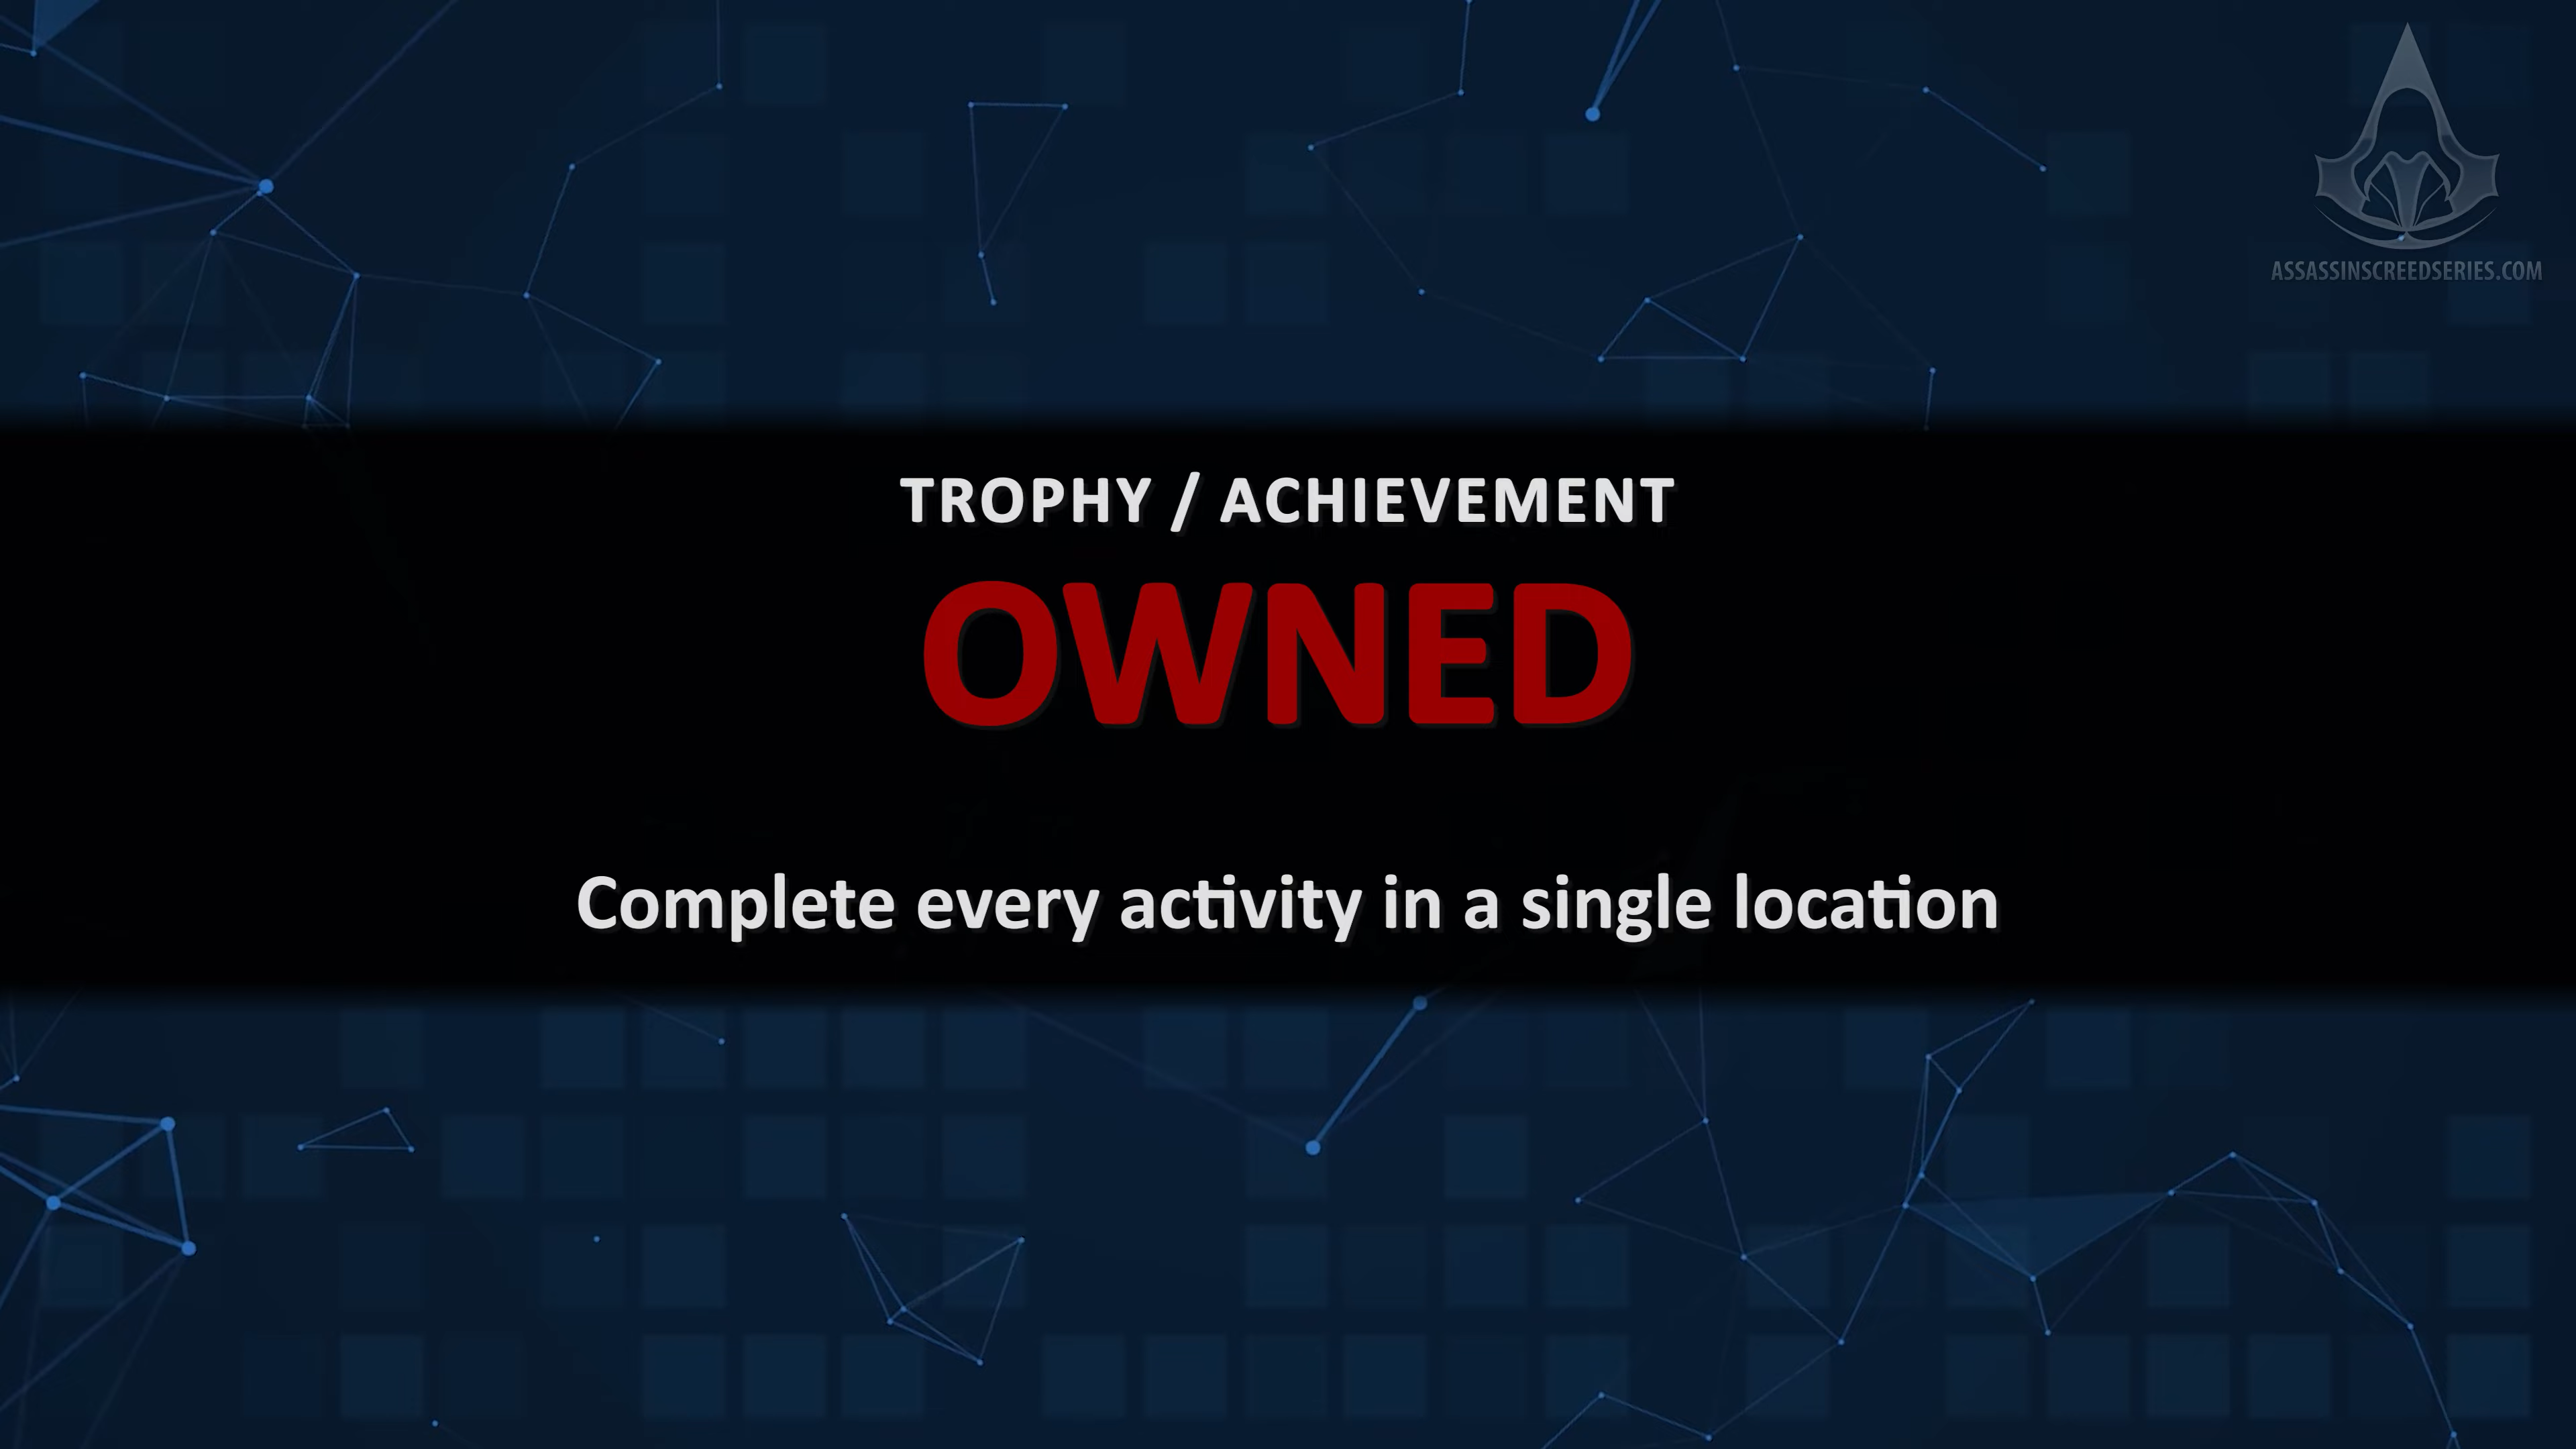 ASSASSINSCREEDSERIES.COM
TROPHY / ACHIEVEMENT
OWNED
Complete every activity in a single location